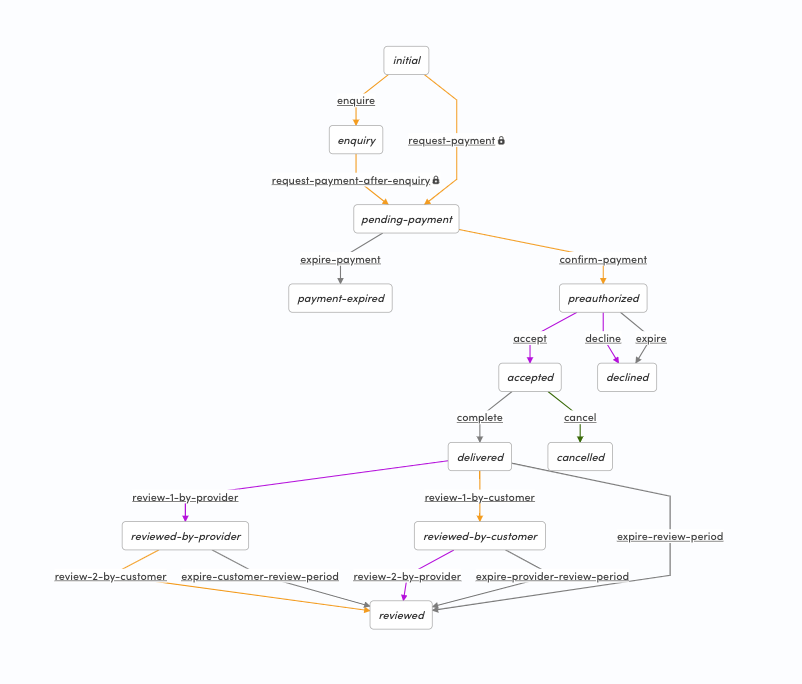 initial
enquire
enquiry
request-payment
request-payment-after-enquiry
pending-payment
expire-payment
confirm-payment
payment-expired
preauthorized
accept
decline
expire
accepted
declined
complete
cancel
delivered
cancelled
review-1-by-provider
review-1-by-customer
reviewed-by-provider
reviewed-by-customer
expire-review-period
review-2-by-customer
expire-customer-review-period
review-2-by-provider
expire-provider-review-period
reviewed